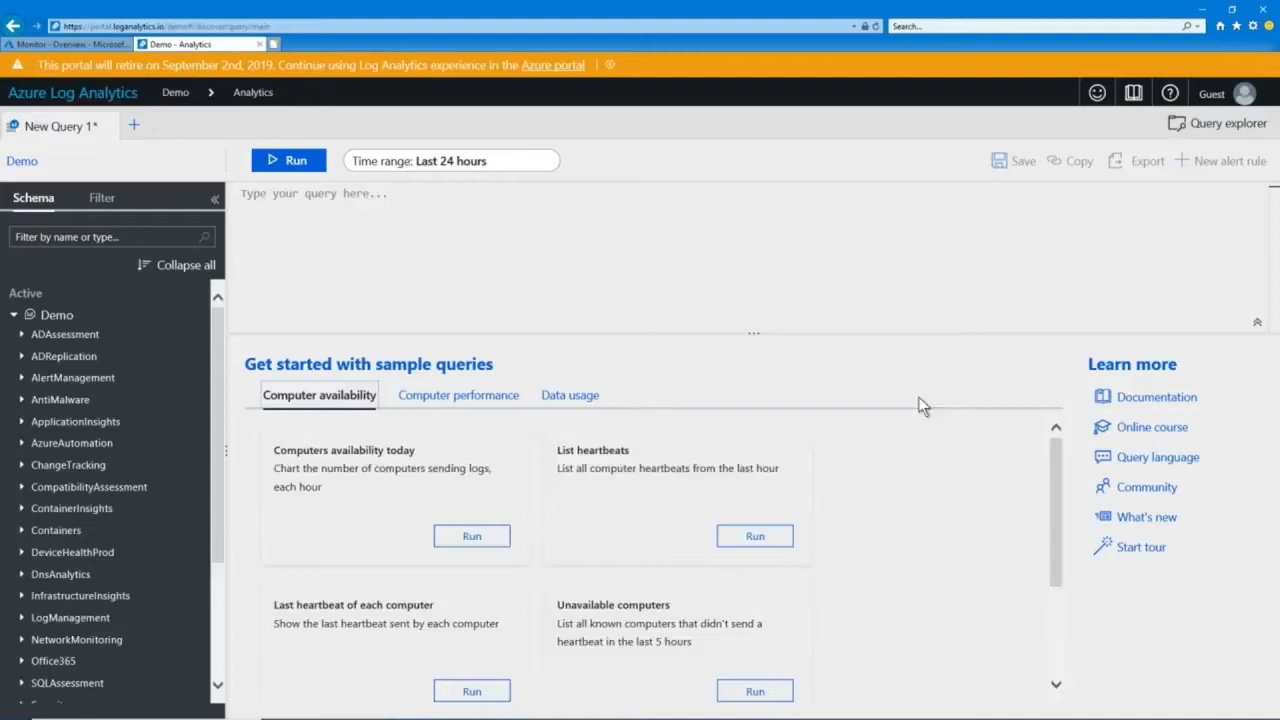 https://portal.loganalytics.io/demo#/discover/query/main
Search...
Monitor - Overview - Microsof...
Demo - Analytics
This portal will retire on September 2nd, 2019. Continue using Log Analytics experience in the Azure portal
Azure Log Analytics
Demo
Analytics
Guest
New Query 1*
Query explorer
Demo
Run
Time range: Last 24 hours
Save
Copy
Export
New alert rule
Schema
Filter
Type your query here...
Filter by name or type...
Collapse all
Active
Demo
ADAssessment
ADReplication
AlertManagement
AntiMalware
ApplicationInsights
AzureAutomation
ChangeTracking
CompatibilityAssessment
ContainerInsights
Containers
DeviceHealthProd
DnsAnalytics
InfrastructureInsights
LogManagement
NetworkMonitoring
Office365
SQLAssessment
Get started with sample queries
Computer availability
Computer performance
Data usage
Computers availability today
Chart the number of computers sending logs,
each hour
Run
List heartbeats
List all computer heartbeats from the last hour
Run
Last heartbeat of each computer
Show the last heartbeat sent by each computer
Run
Unavailable computers
List all known computers that didn't send a
heartbeat in the last 5 hours
Run
Learn more
Documentation
Online course
Query language
Community
What's new
Start tour